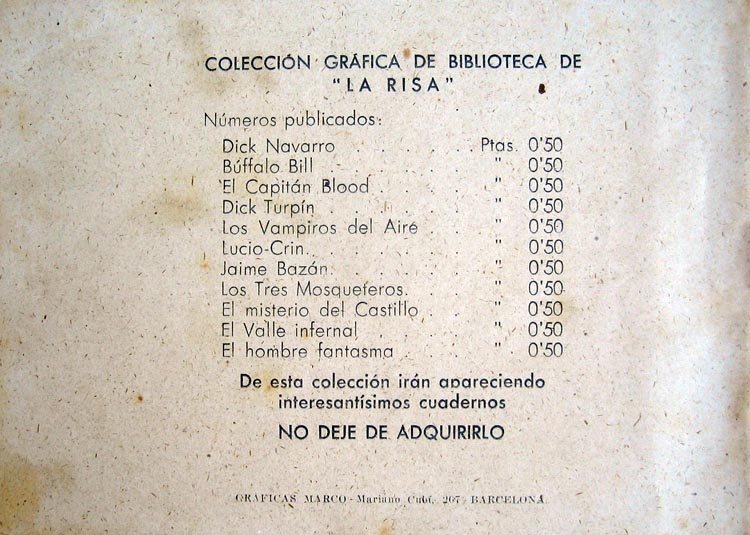 COLECCIÓN GRÁFICA DE BIBLIOTECA DE
"LA RISA"
Números publicados:
Dick Navarro . . . . . . Ptas. 0'50
Búffalo Bill . . . . . . " 0'50
El Capitán Blood . . . . . " 0'50
Dick Turpín . . . . . . " 0'50
Los Vampiros del Aire . . . " 0'50
Lucio-Crin. . . . . . . " 0'50
Jaime Bazán. . . . . . . " 0'50
Los Tres Mosqueteros. . . . " 0'50
El misterio del Castillo . . . " 0'50
El Valle infernal . . . . . " 0'50
El hombre fantasma . . . . " 0'50
De esta colección irán apareciendo
interesantísimos cuadernos
NO DEJE DE ADQUIRIRLO
GRAFICAS MARCO - Mariano Cubí, 207 - BARCELONA